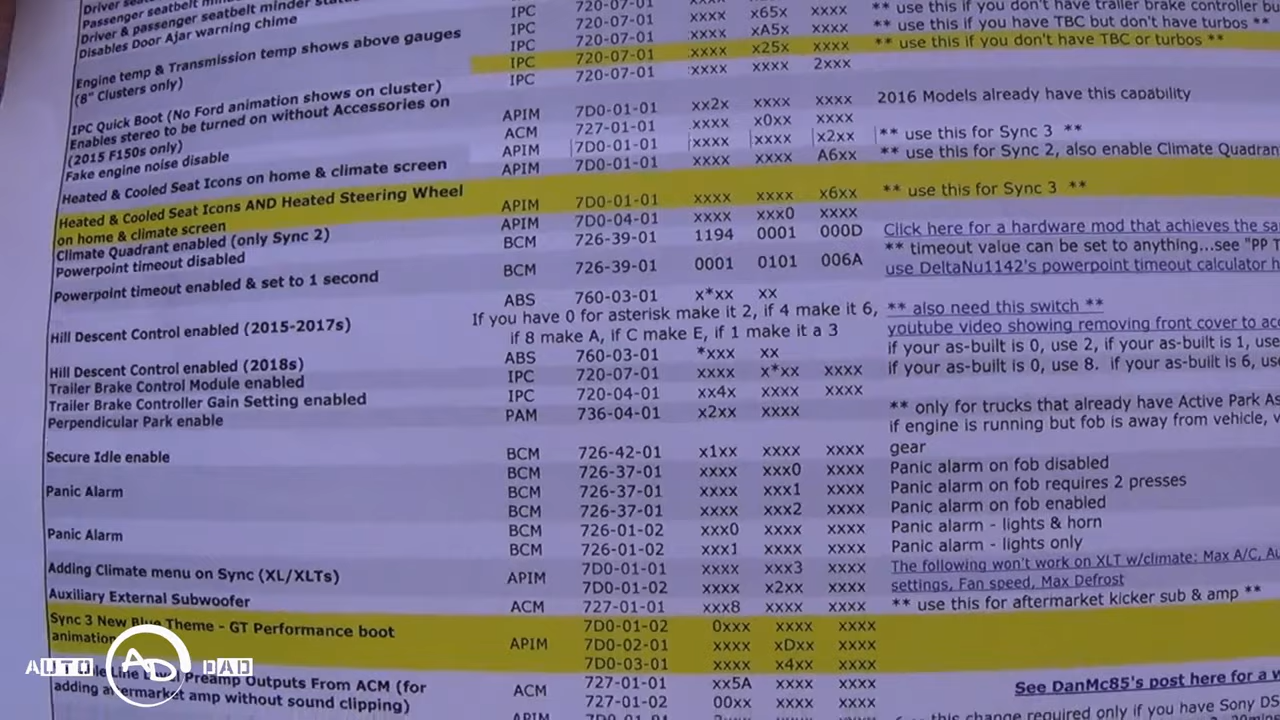 Driver
Passenger seatbelt
Driver & passenger seatbelt minder
IPC 720-07-01
Disables Door Ajar warning chime
IPC 720-07-01 x65x xxxx ** use this if you don't have trailer brake controller
Engine temp & Transmission temp shows above gauges
(8" Clusters only)
IPC 720-07-01 xxxx xA5x xxxx ** use this if you have TBC but don't have turbos **
IPC 720-07-01 xxxx x25x xxxx ** use this if you don't have TBC or turbos **
IPC Quick Boot (No Ford animation shows on cluster)
IPC 720-07-01 xxxx xxxx 2xxx
Enables stereo to be turned on without Accessories on
(2015 F150s only)
APIM 7D0-01-01 xx2x xxxx xxxx 2016 Models already have this capability
Fake engine noise disable
ACM 727-01-01 xxxx x0xx xxxx
Heated & Cooled Seat Icons on home & climate screen
APIM 7D0-01-01 xxxx xxxx x2xx ** use this for Sync 3 **
APIM 7D0-01-01 xxxx xxxx A6xx ** use this for Sync 2, also enable Climate
Heated & Cooled Seat Icons AND Heated Steering Wheel
on home & climate screen
APIM 7D0-01-01 xxxx xxxx x6xx ** use this for Sync 3 **
Climate Quadrant enabled (only Sync 2)
APIM 7D0-04-01 xxxx xxx0 xxxx
Powerpoint timeout disabled
BCM 726-39-01 1194 0001 000D Click here for a hardware mod that achieves the
Powerpoint timeout enabled & set to 1 second
BCM 726-39-01 0001 0101 006A ** timeout value can be set to anything...see "PP
use DeltaNu1142's powerpoint timeout calculator
Hill Descent Control enabled (2015-2017s)
ABS 760-03-01 x*xx xx
If you have 0 for asterisk make it 2, if 4 make it 6,
if 8 make A, if C make E, if 1 make it a 3
** also need this switch **
youtube video showing removing front cover to
Hill Descent Control enabled (2018s)
ABS 760-03-01 *xxx xx if your as-built is 0, use 2, if your as-built is 1,
Trailer Brake Control Module enabled
IPC 720-07-01 xxxx x*xx xxxx if your as-built is 0, use 8. if your as-built is 6,
Trailer Brake Controller Gain Setting enabled
IPC 720-04-01 xx4x xxxx xxxx
Perpendicular Park enable
PAM 736-04-01 x2xx xxxx ** only for trucks that already have Active Park
Secure Idle enable
BCM 726-42-01 x1xx xxxx xxxx if engine is running but fob is away from vehicle,
gear
Panic Alarm
BCM 726-37-01 xxxx xxx0 xxxx Panic alarm on fob disabled
BCM 726-37-01 xxxx xxx1 xxxx Panic alarm on fob requires 2 presses
BCM 726-37-01 xxxx xxx2 xxxx Panic alarm on fob enabled
Panic Alarm
BCM 726-01-02 xxx0 xxxx xxxx Panic alarm - lights & horn
BCM 726-01-02 xxx1 xxxx xxxx Panic alarm - lights only
Adding Climate menu on Sync (XL/XLTs)
APIM 7D0-01-01 xxxx xxx3 xxxx The following won't work on XLT w/climate: Max A/C,
7D0-01-02 xxxx x2xx xxxx settings, Fan speed, Max Defrost
Auxiliary External Subwoofer
ACM 727-01-01 xxx8 xxxx xxxx ** use this for aftermarket kicker sub & amp **
Sync 3 New Blue Theme - GT Performance boot
animation
APIM 7D0-01-02 0xxx xxxx xxxx
7D0-02-01 xxxx xDxx xxxx
7D0-03-01 xxxx x4xx xxxx
Preamp Outputs From ACM (for
adding aftermarket amp without sound clipping)
ACM 727-01-01 xx5A xxxx xxxx
727-01-02 00xx xxxx xxxx
See DanMc85's post here for a
this change required only if you have Sony
AUTO AD DAD